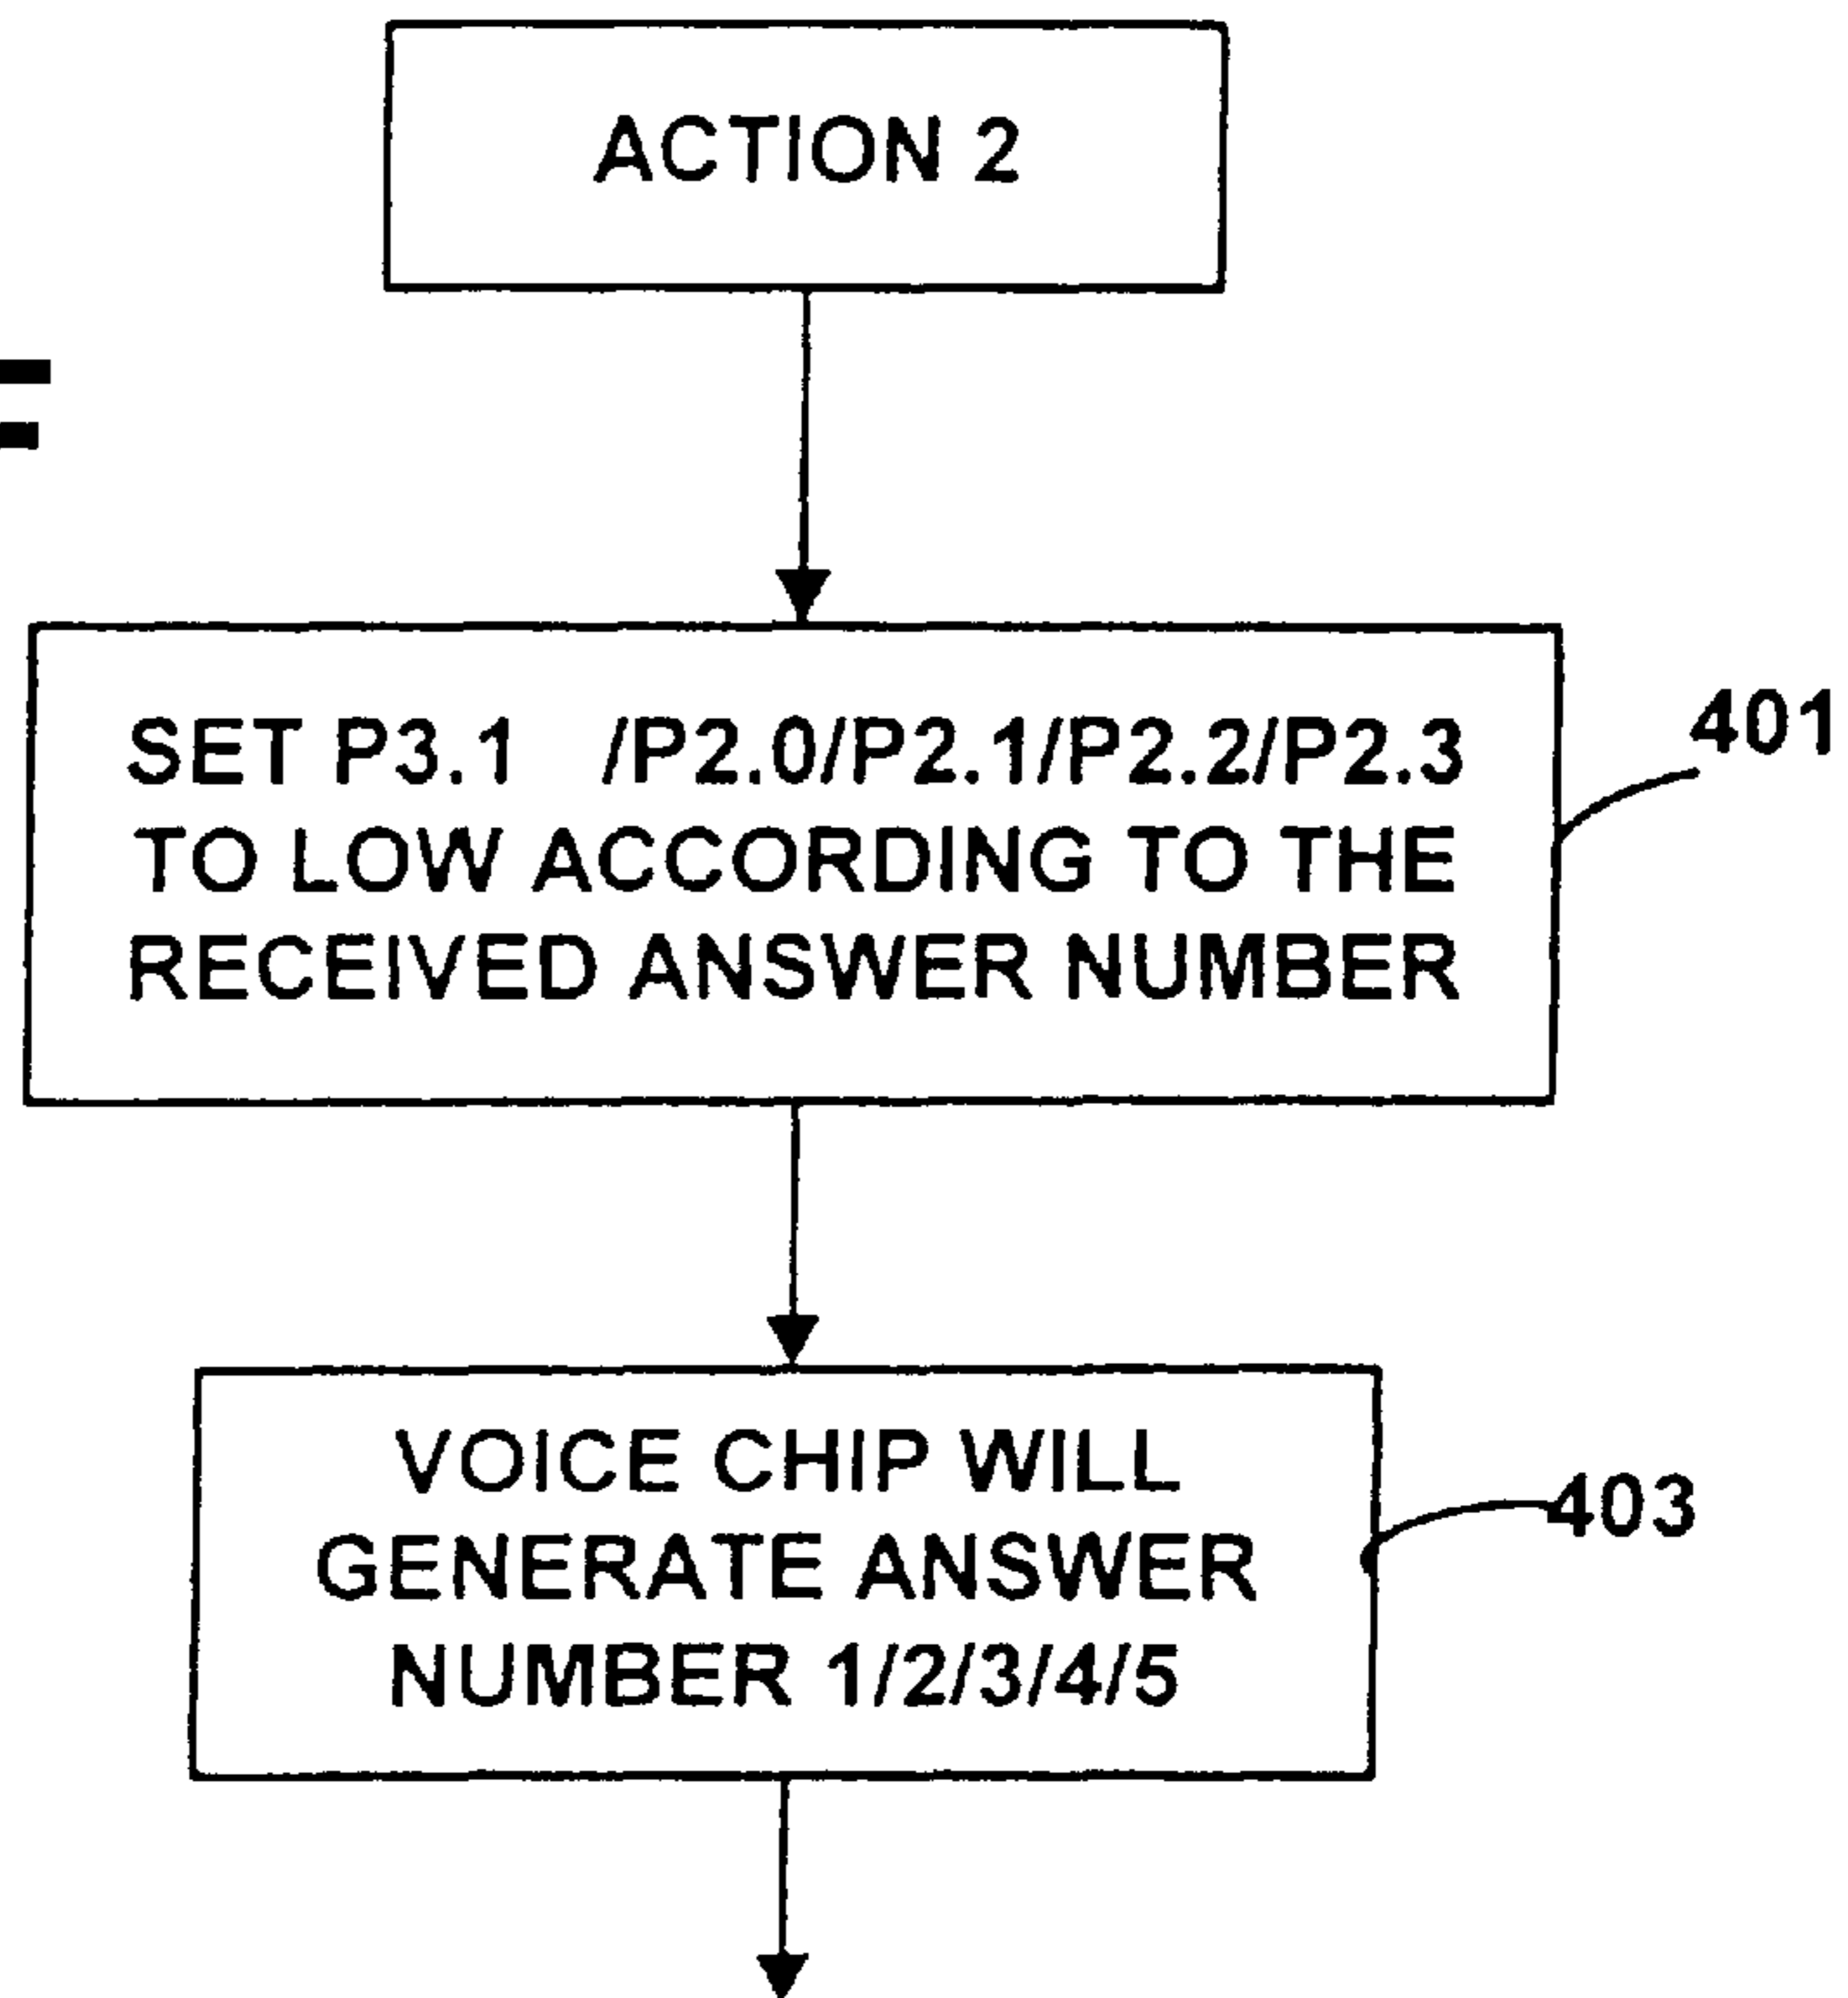 ACTION 2
SET P3.1 /P2.0/P2.1/P2.2/P2.3
TO LOW ACCORDING TO THE
RECEIVED ANSWER NUMBER
401
VOICE CHIP WILL
GENERATE ANSWER
NUMBER 1/2/3/4/5
403